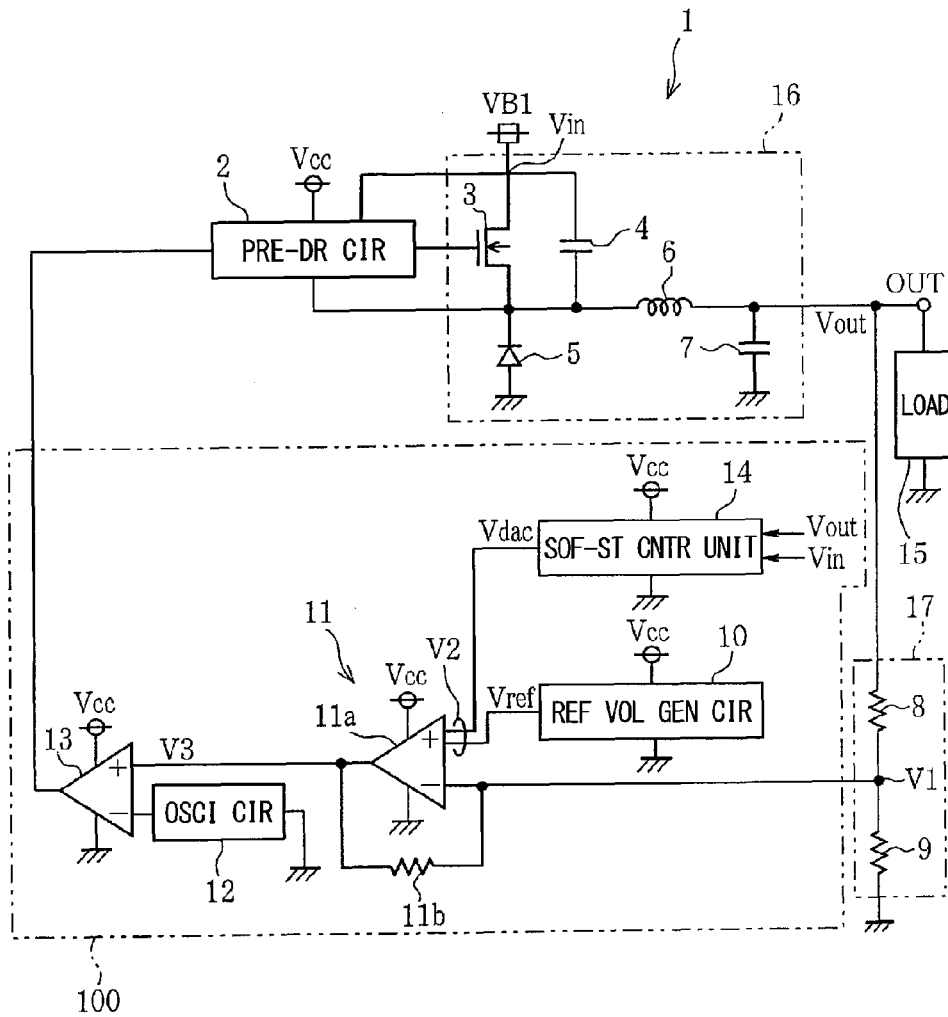 1
VB1
16
Vin
Vcc
2
3
PRE-DR CIR
4
6
OUT
Vout
5
7
LOAD
15
Vcc
14
Vdac
SOF-ST CNTR UNIT
Vout
Vin
17
11
Vcc
10
V2
Vcc
Vref
REF VOL GEN CIR
8
11a
Vcc
13
V3
+
+
−
V1
−
OSCI CIR
9
12
11b
100